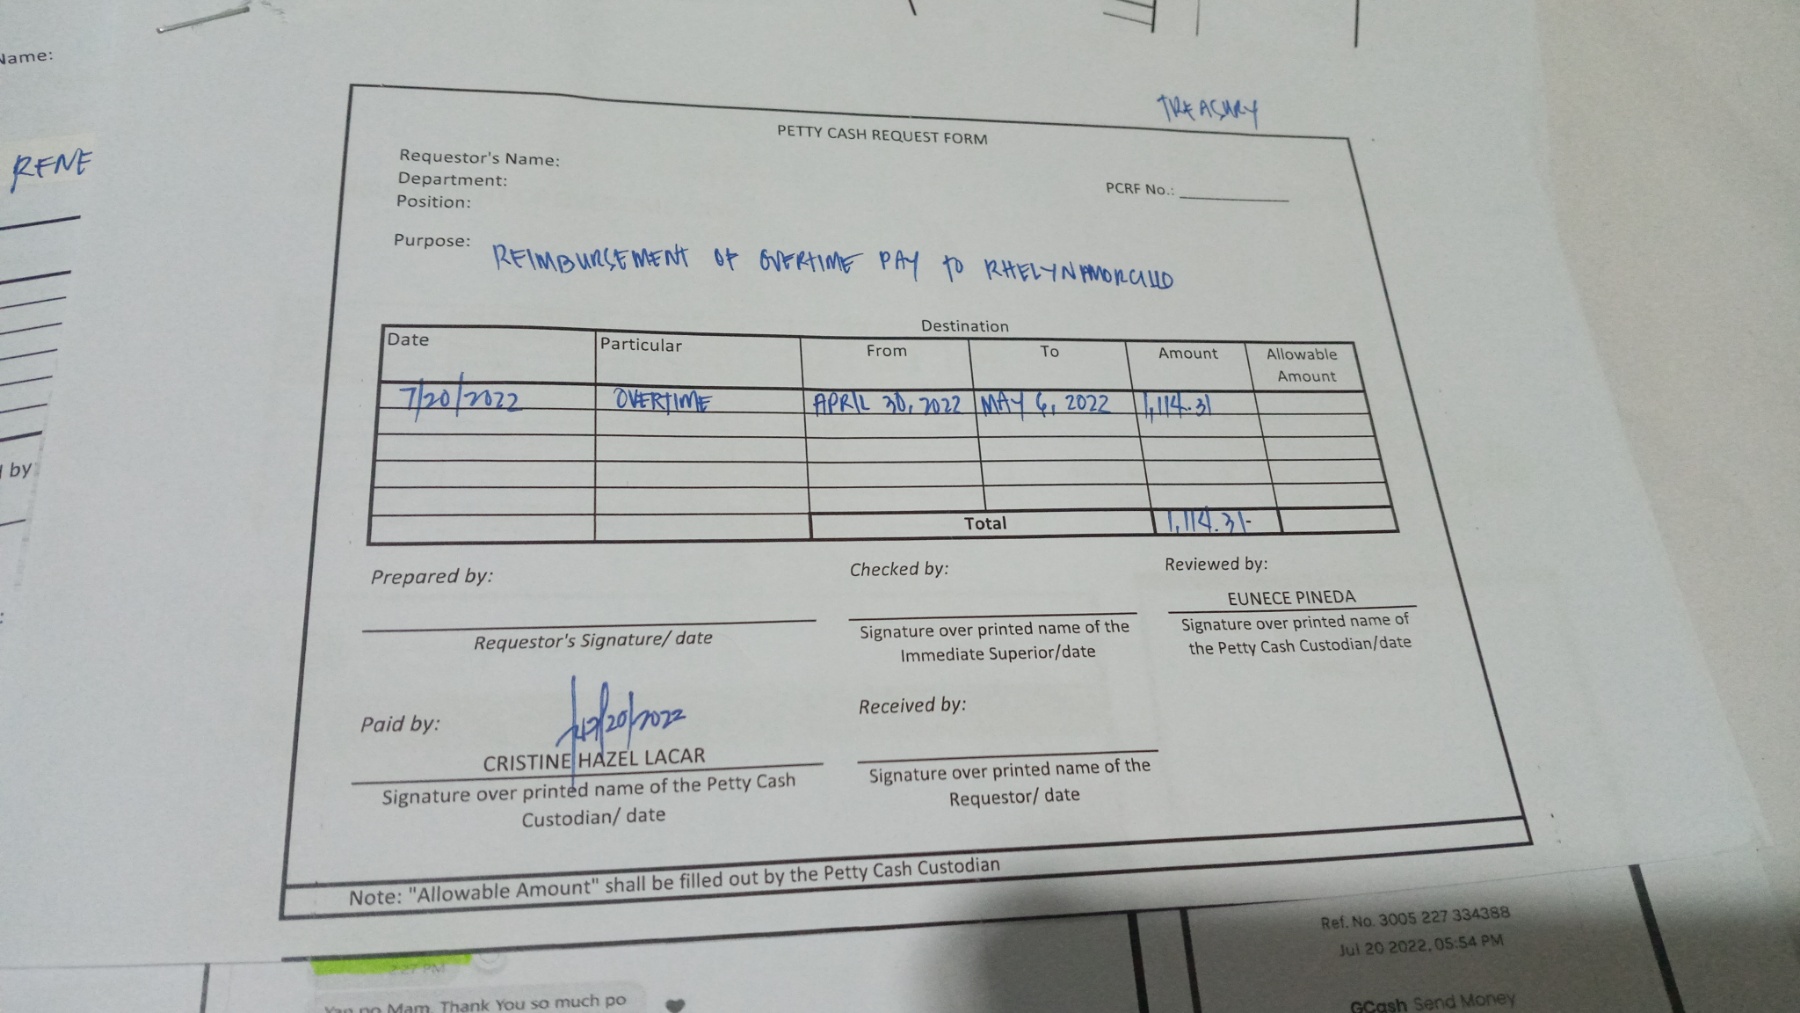 Name:
RENE
by
TREASURY
PETTY CASH REQUEST FORM
Requestor's Name:
Department:
Position:
PCRF No.:
Purpose: REIMBURSEMENT OF OVERTIME PAY to RHELYN MORCILLO
Destination
Date Particular From To Amount Allowable Amount
7/20/2022 OVERTIME APRIL 30, 2022 MAY 6, 2022 1,114.31
Total 1,114.31-
Prepared by: Checked by: Reviewed by:
EUNECE PINEDA
Requestor's Signature/ date
Signature over printed name of the
Immediate Superior/date
Signature over printed name of
the Petty Cash Custodian/date
Paid by:
7/20/2022
CRISTINE HAZEL LACAR
Signature over printed name of the Petty Cash
Custodian/ date
Received by:
Signature over printed name of the
Requestor/ date
Note: "Allowable Amount" shall be filled out by the Petty Cash Custodian
7:27 PM
Yan po Mam. Thank You so much po
Ref. No. 3005 227 334388
Jul 20 2022, 05:54 PM
GCash Send Money